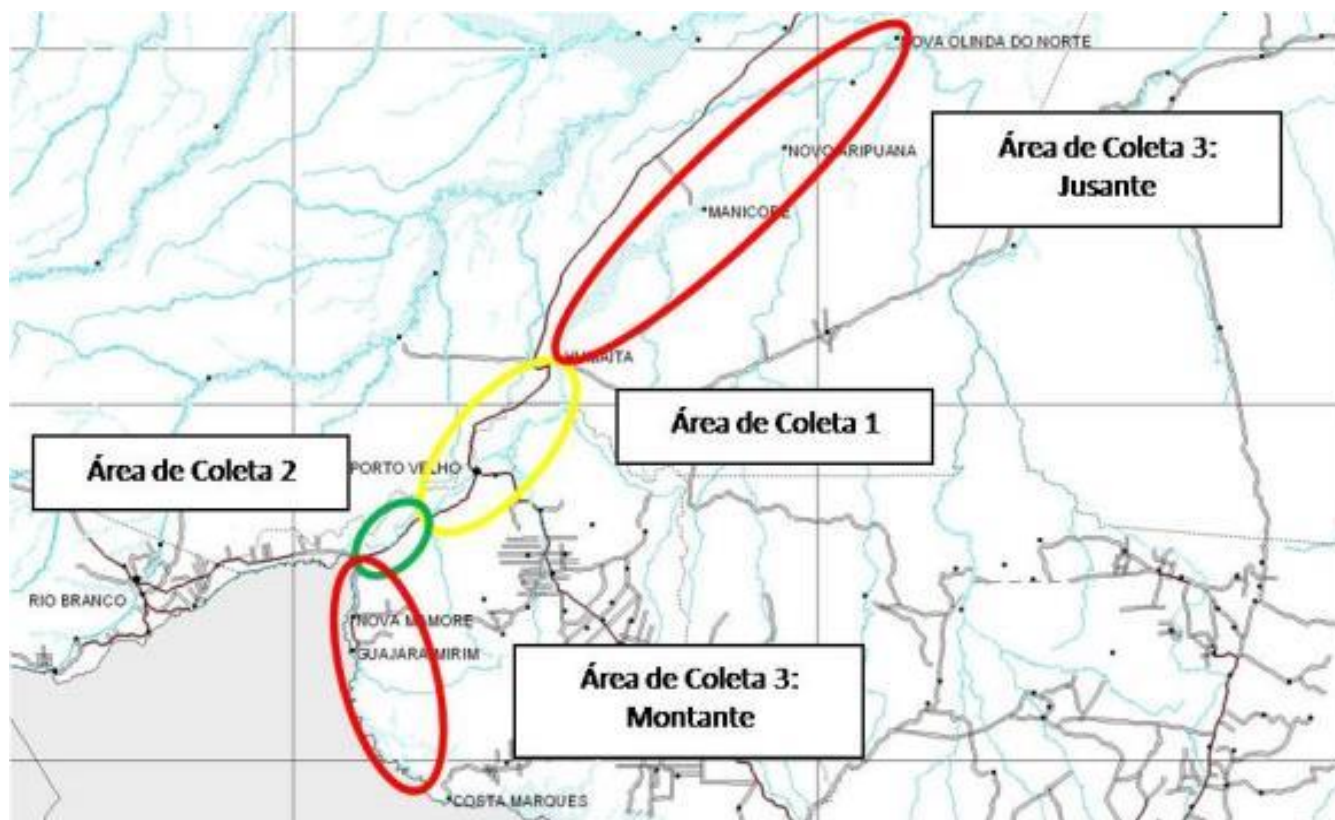 NOVA OLINDA DO NORTE
Área de Coleta 3:
Jusante
NOVO ARIPUANA
MANICORE
HUMAITA
Área de Coleta 1
Área de Coleta 2
PORTO VELHO
RIO BRANCO
NOVA MAMORE
GUAJARA-MIRIM
Área de Coleta 3:
Montante
COSTA MARQUES